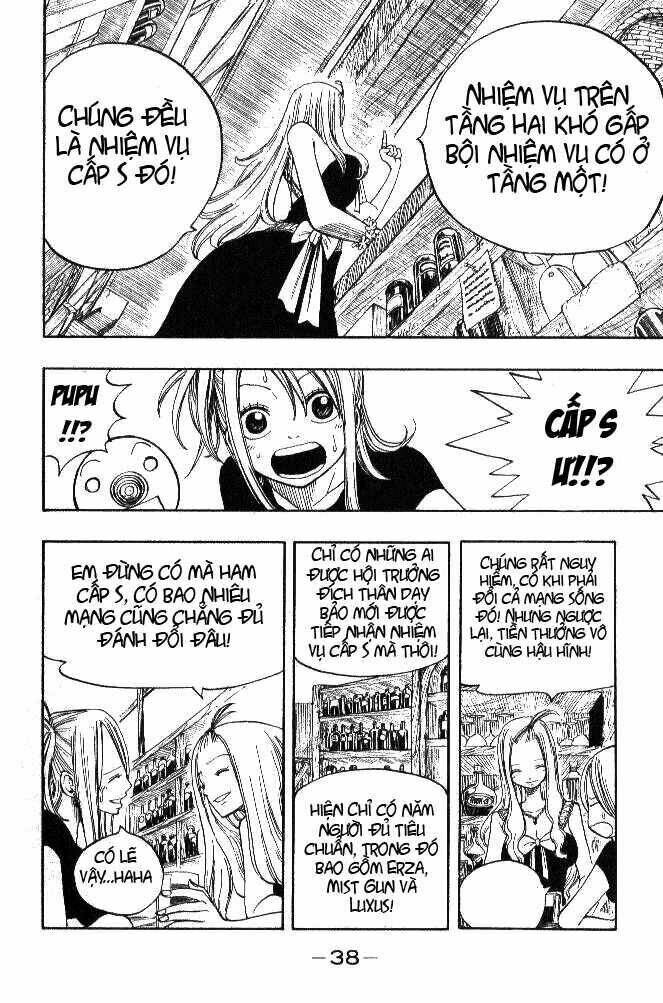 NHIỆM VỤ TRÊN
TẦNG HAI KHÓ GẤP
BỘI NHIỆM VỤ CÓ Ở
TẦNG MỘT!
CHÚNG ĐỀU
LÀ NHIỆM VỤ
CẤP S ĐÓ!
CẤP S
Ư!!?
PUPU
!!?
CHÚNG RẤT NGUY
HIỂM, CÓ KHI PHẢI
ĐỔI CẢ MẠNG SỐNG
ĐÓ! NHƯNG NGƯỢC
LẠI, TIỀN THƯỞNG VÔ
CÙNG HẬU HĨNH!
CHỈ CÓ NHỮNG AI
ĐƯỢC HỘI TRƯỞNG
ĐÍCH THÂN DẠY
BẢO MỚI ĐƯỢC
TIẾP NHẬN NHIỆM
VỤ CẤP S MÀ THÔI!
HIỆN CHỈ CÓ NĂM
NGƯỜI ĐỦ TIÊU
CHUẨN, TRONG ĐÓ
BAO GỒM ERZA,
MIST GUN VÀ
LUXUS!
EM ĐỪNG CÓ MÀ HAM
CẤP S, CÓ BAO NHIÊU
MẠNG CŨNG CHẲNG ĐỦ
ĐÁNH ĐỔI ĐÂU!
CÓ LẼ
VẬY...HAHA
—38—